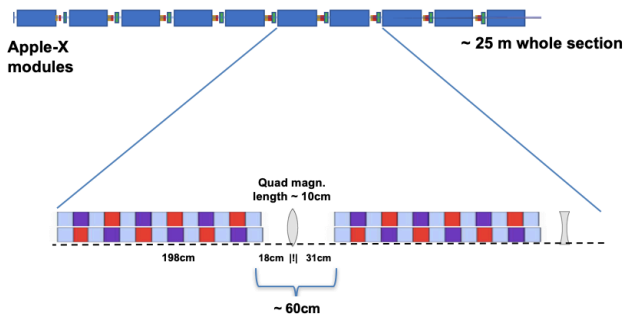 Apple-X
modules
~ 25 m whole section
Quad magn.
length ~ 10cm
198cm
18cm |!| 31cm
~ 60cm